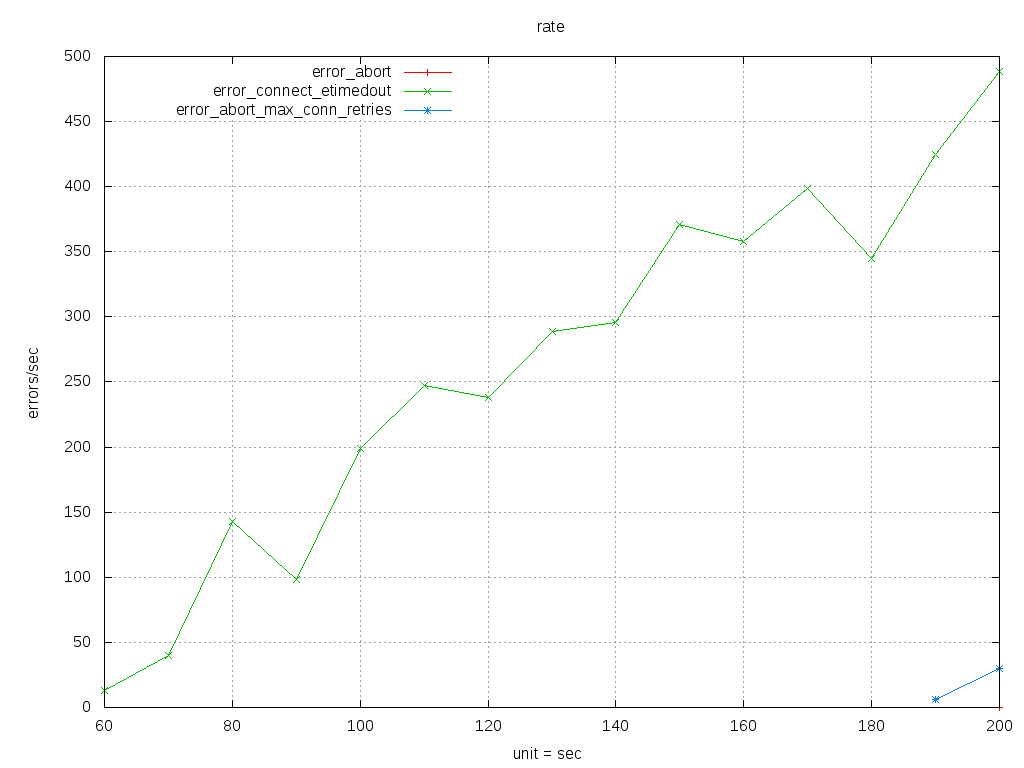 rate
500
450
400
350
300
250
200
150
100
50
0
errors/sec
error_abort
error_connect_etimedout
error_abort_max_conn_retries
60 80 100 120 140 160 180 200
unit = sec